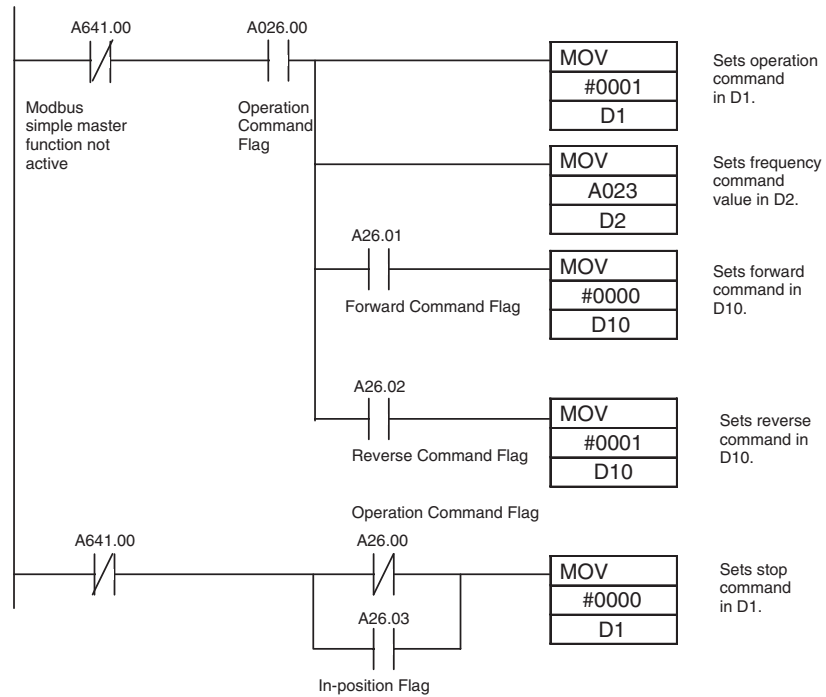 A641.00
A026.00
MOV
#0001
D1
Sets operation
command
in D1.
Modbus
simple master
function not
active
Operation
Command
Flag
MOV
A023
D2
Sets frequency
command
value in D2.
A26.01
Forward Command Flag
MOV
#0000
D10
Sets forward
command in
D10.
A26.02
Reverse Command Flag
MOV
#0001
D10
Sets reverse
command in
D10.
Operation Command Flag
A641.00
A26.00
MOV
#0000
D1
Sets stop
command
in D1.
A26.03
In-position Flag